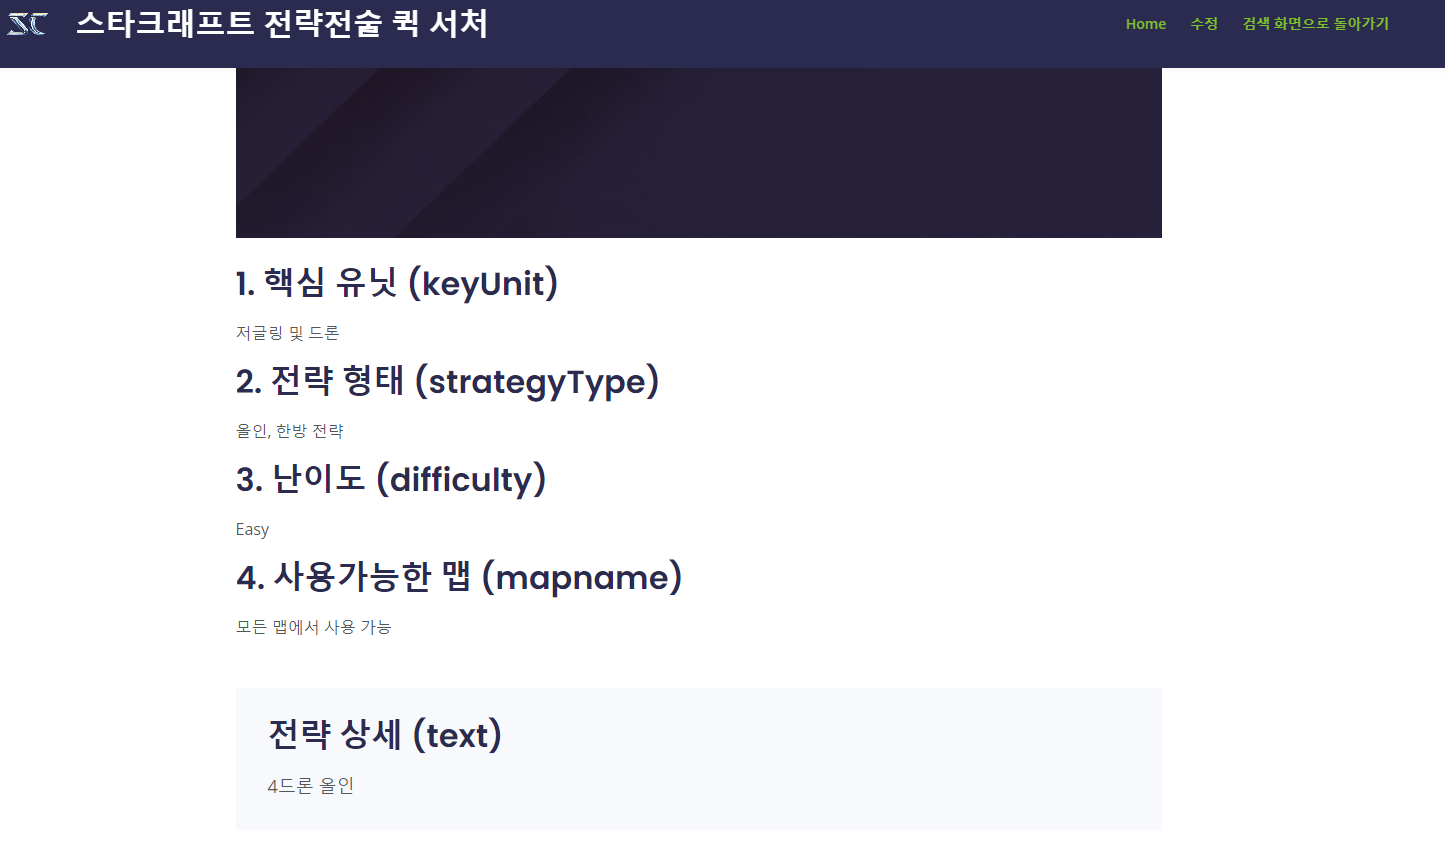 SC 스타크래프트 전략전술 퀵 서처 Home 수정 검색 화면으로 돌아가기
1. 핵심 유닛 (keyUnit)
저글링 및 드론
2. 전략 형태 (strategyType)
올인, 한방 전략
3. 난이도 (difficulty)
Easy
4. 사용가능한 맵 (mapname)
모든 맵에서 사용 가능
전략 상세 (text)
4드론 올인